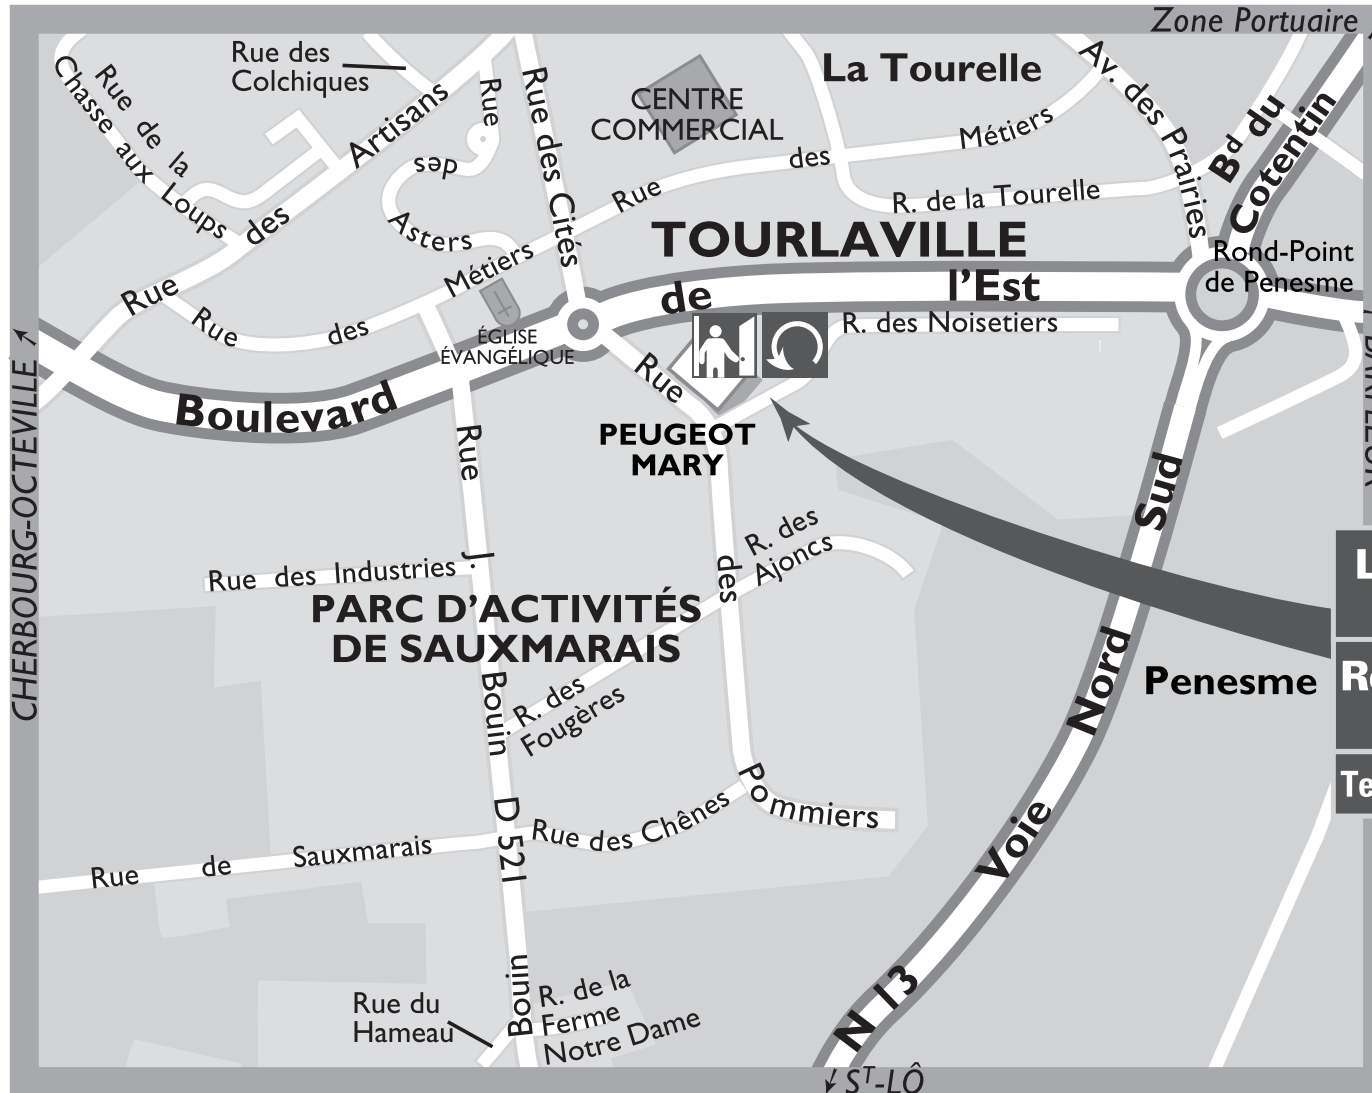 Zone Portuaire
Rue des
Colchiques
Rue de la
Chasse aux Loups
Rue des Artisans
Rue des Asters
Rue des Cités
CENTRE
COMMERCIAL
La Tourelle
Av. des Prairies
Bd du
Cotentin
Rue des Métiers
Rue des Métiers
R. de la Tourelle
TOURLAVILLE
Rond-Point
de Penesme
Boulevard de l'Est
ÉGLISE
ÉVANGÉLIQUE
R. des Noisetiers
CHERBOURG-OCTEVILLE
BARFLEUR
PEUGEOT
MARY
Rue des Pommiers
Rue J. Bouin D 521
Bouin
Rue des Industries
R. des
Ajoncs
PARC D'ACTIVITÉS
DE SAUXMARAIS
R. des
Fougères
Penesme
L
Te
Rue de Sauxmarais
Rue des Chênes
N 13 Voie Nord Sud
Rue du
Hameau
R. de la
Ferme
Notre Dame
ST-LÔ